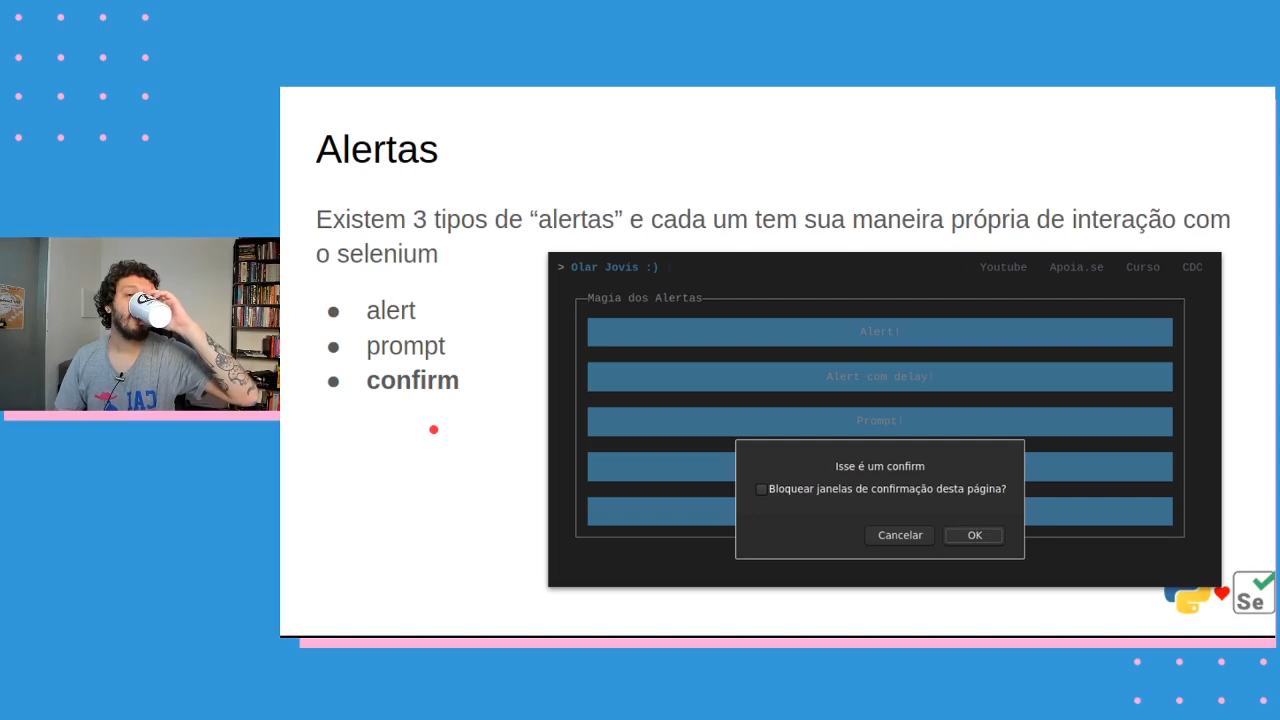 Alertas
Existem 3 tipos de “alertas” e cada um tem sua maneira própria de interação com
o selenium
● alert
● prompt
● confirm
> Olar Jovis :)
Youtube Apoia.se Curso CDC
Magia dos Alertas
Alert!
Alert com delay!
Prompt!
Isse é um confirm
Bloquear janelas de confirmação desta página?
Cancelar OK
Se